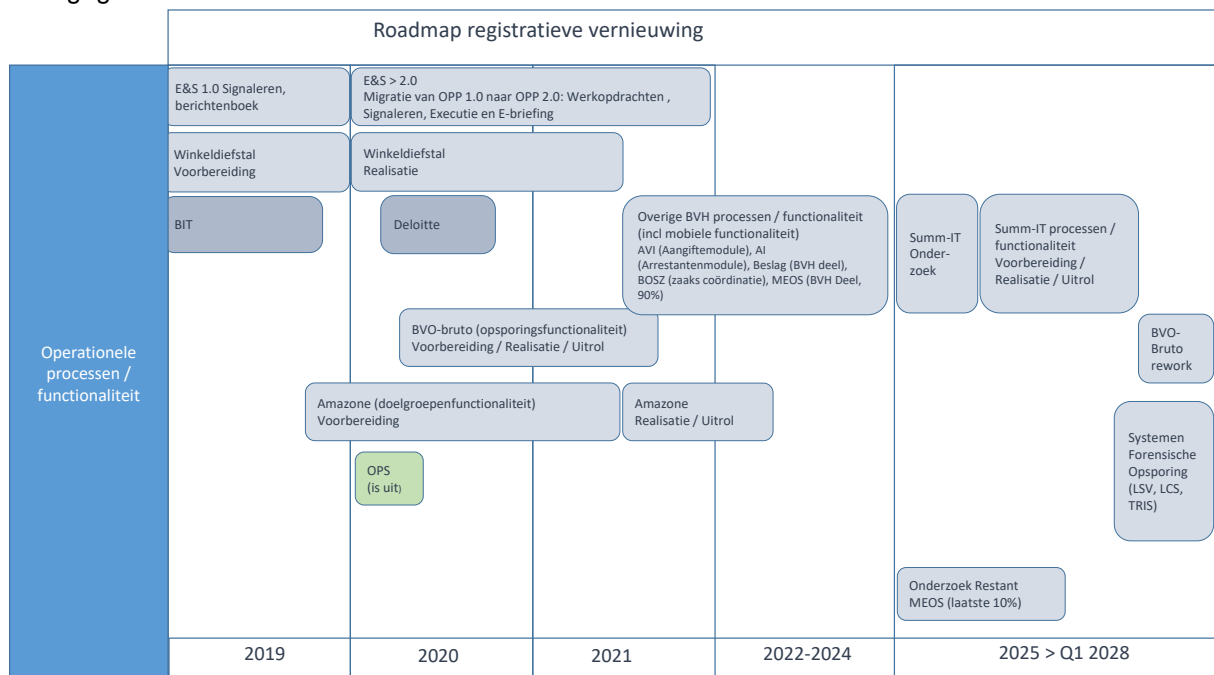 Roadmap registratieve vernieuwing
Operationele
processen /
functionaliteit
E&S 1.0 Signaleren,
berichtenboek
E&S > 2.0
Migratie van OPP 1.0 naar OPP 2.0: Werkopdrachten ,
Signaleren, Executie en E-briefing
Winkeldiefstal
Voorbereiding
Winkeldiefstal
Realisatie
BIT
Deloitte
Overige BVH processen / functionaliteit
(incl mobiele functionaliteit)
AVI (Aangiftemodule), AI
(Arrestantenmodule), Beslag (BVH deel),
BOSZ (zaaks coördinatie), MEOS (BVH Deel,
90%)
Summ-IT
Onder-
zoek
Summ-IT processen /
functionaliteit
Voorbereiding /
Realisatie / Uitrol
BVO-bruto (opsporingsfunctionaliteit)
Voorbereiding / Realisatie / Uitrol
BVO-
Bruto
rework
Amazone (doelgroepenfunctionaliteit)
Voorbereiding
Amazone
Realisatie / Uitrol
Systemen
Forensische
Opsporing
(LSV, LCS,
TRIS)
OPS
(is uit)
Onderzoek Restant
MEOS (laatste 10%)
2019
2020
2021
2022-2024
2025 > Q1 2028